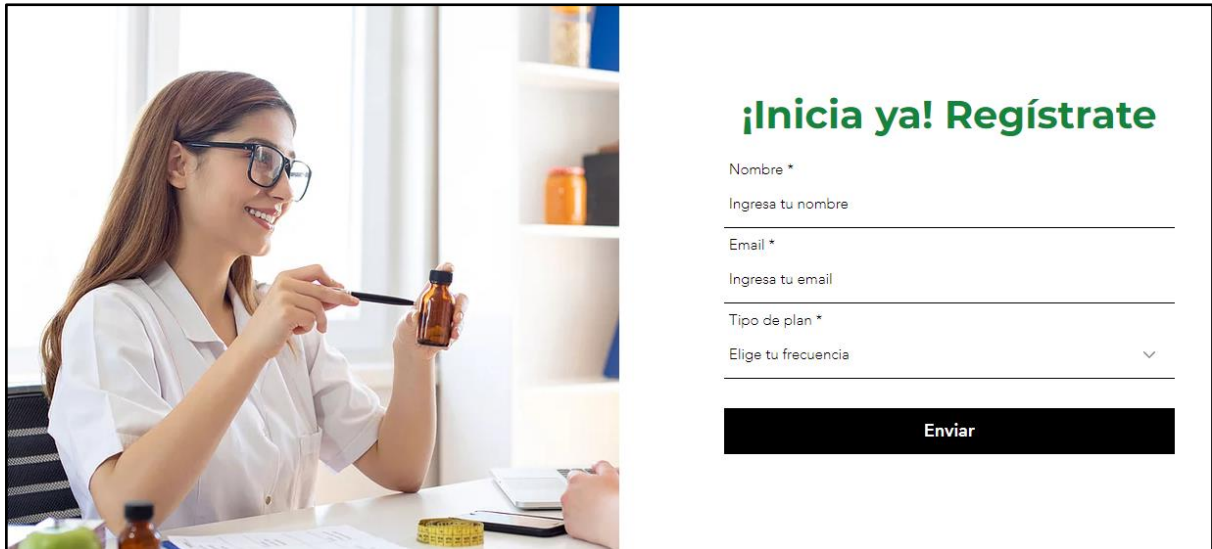 ¡Inicia ya! Regístrate
Nombre *
Ingresa tu nombre
Email *
Ingresa tu email
Tipo de plan *
Elige tu frecuencia
Enviar